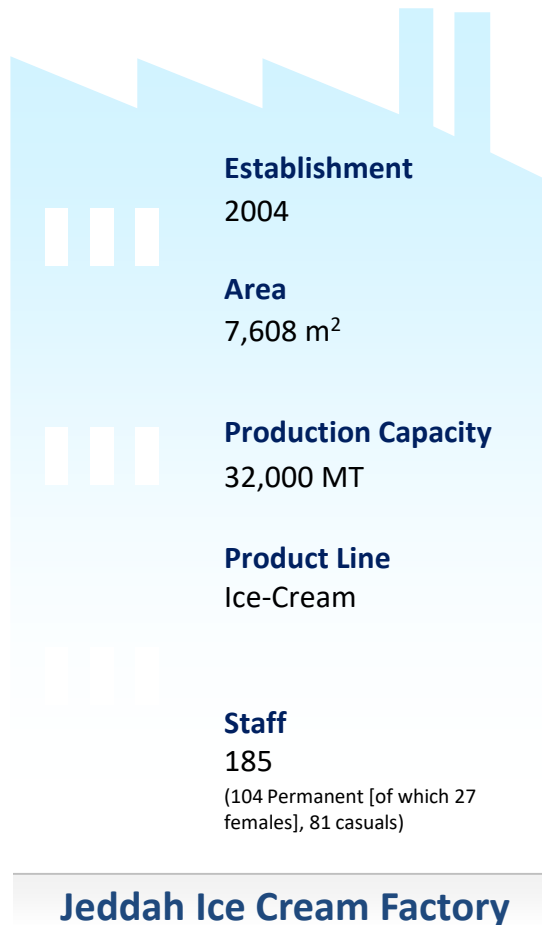 Establishment
2004
Area
7,608 m²
Production Capacity
32,000 MT
Product Line
Ice-Cream
Staff
185
(104 Permanent [of which 27
females], 81 casuals)
Jeddah Ice Cream Factory